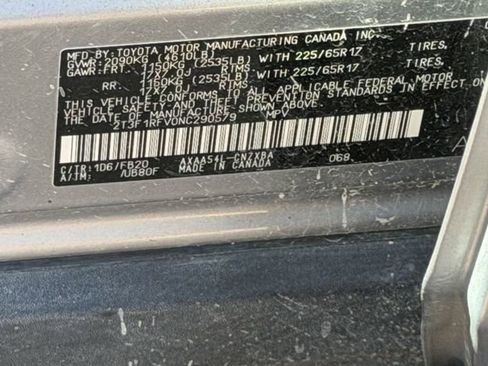 MFD BY: TOYOTA MOTOR MANUFACTURING CANADA INC.
GVWR: 2090KG (4610LB)
GAWR: FRT. 1150KG (2535LB) WITH 225/65R17 TIRES,
17X7.0J RIMS
RR. 1150KG (2535LB) WITH 225/65R17 TIRES,
17X7.0J RIMS
THIS VEHICLE CONFORMS TO ALL APPLICABLE FEDERAL MOTOR
VEHICLE SAFETY STANDARDS IN EFFECT ON
THE DATE OF MANUFACTURE SHOWN ABOVE.
2T3F1RFV0NC290579 MPV
C/TR: 1D6/FB20 AXAA54L-CNZXBA 068
A/TM: /UB80F MADE IN CANADA
A